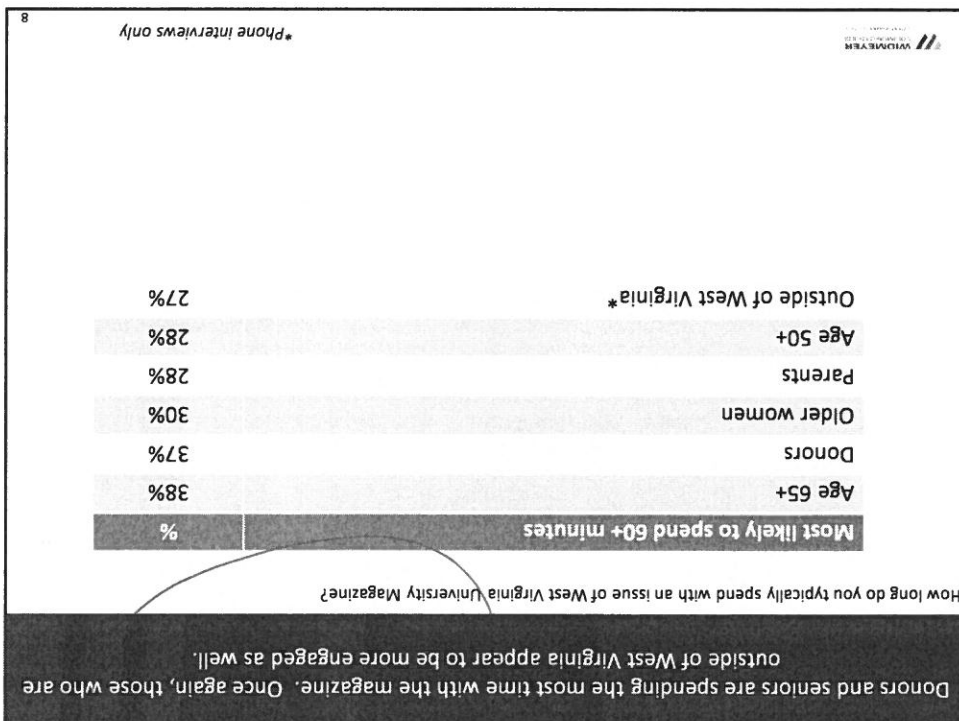 Donors and seniors are spending the most time with the magazine. Once again, those who are
outside of West Virginia appear to be more engaged as well.
How long do you typically spend with an issue of West Virginia University Magazine?
Most likely to spend 60+ minutes %
Age 65+ 38%
Donors 37%
Older women 30%
Parents 28%
Age 50+ 28%
Outside of West Virginia* 27%
WIDMEYER
*Phone interviews only
8